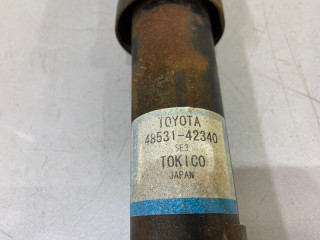 TOYOTA
48531-42340
SE3
TOKICO
JAPAN